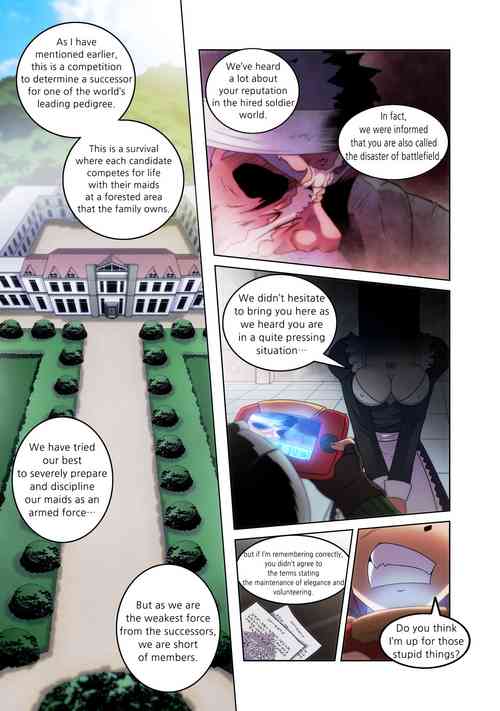 As I have
mentioned earlier,
this is a competition
to determine a successor
for one of the world's
leading pedigree.
This is a survival
where each candidate
competes for life
with their maids
at a forested area
that the family owns.
We have tried
our best
to severely prepare
and discipline
our maids as an
armed force…
But as we are
the weakest force
from the successors,
we are short
of members.
We've heard
a lot about
your reputation
in the hired soldier
world.
In fact,
we were informed
that you are also called
the disaster of battlefield.
We didn't hesitate
to bring you here as
we heard you are
in a quite pressing
situation…
but if I'm remembering correctly,
you didn't agree to
the terms stating
the maintenance of elegance and
volunteering.
Do you think
I'm up for those
stupid things?